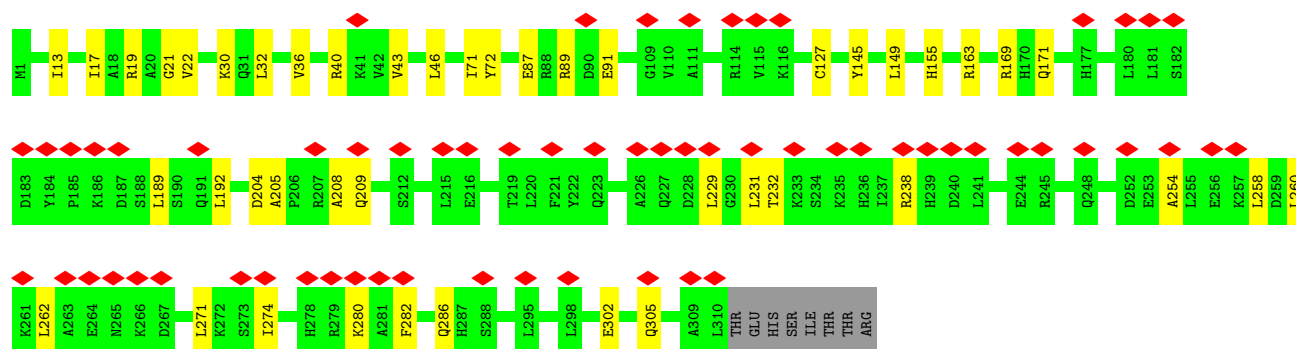 M1 I13 I17 A18 R19 A20 G21 V22 K30 Q31 L32 V36 R40 K41 V42 V43 L46 I71 Y72 E87 R88 R89 D90 E91 G109 V110 A111 R114 V115 K116 C127 Y145 L149 H155 R163 R169 H170 Q171 H177 L180 L181 S182
D183 Y184 P185 K186 D187 S188 L189 S190 Q191 L192 D204 A205 P206 R207 A208 Q209 S212 L215 E216 T219 L220 F221 Y222 Q223 A226 Q227 D228 L229 G230 L231 T232 K233 S234 K235 H236 I237 R238 H239 D240 L241 E244 R245 Q248 D252 E253 A254 L255 E256 K257 L258 D259 L260
K261 L262 A263 E264 N265 K266 D267 L271 K272 S273 I274 H278 R279 K280 A281 F282 Q286 H287 S288 L295 L298 E302 Q305 A309 L310 THR GLU HIS SER ILE THR THR ARG